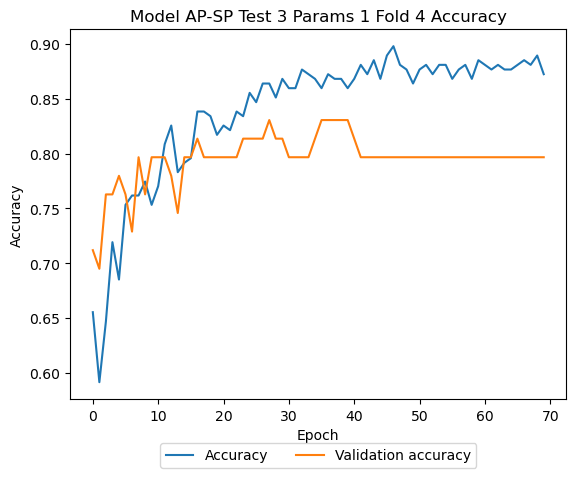 Model AP-SP Test 3 Params 1 Fold 4 Accuracy
0.90
0.85
0.80
0.75
0.70
0.65
0.60
Accuracy
0 10 20 30 40 50 60 70
Epoch
Accuracy Validation accuracy